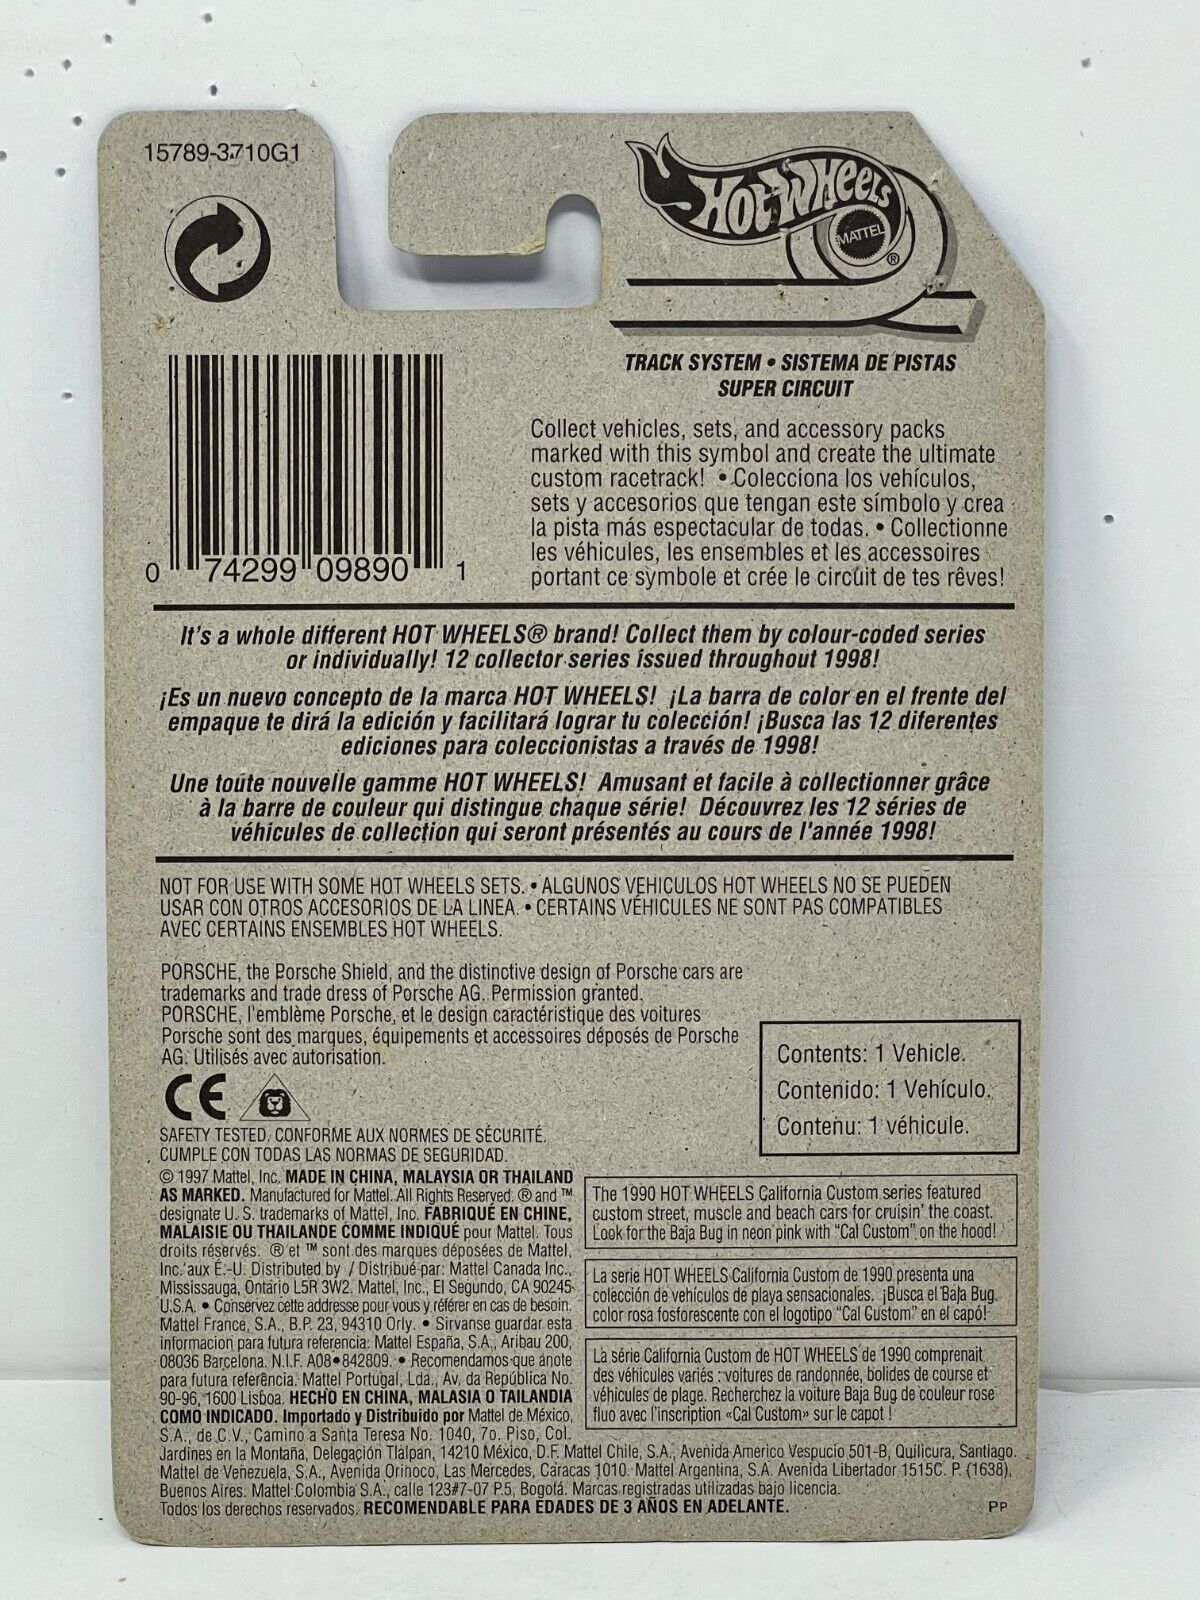 15789-3710G1
HOT WHEELS
MATTEL
®
TRACK SYSTEM • SISTEMA DE PISTAS
SUPER CIRCUIT
Collect vehicles, sets, and accessory packs
marked with this symbol and create the ultimate
custom racetrack! • Colecciona los vehículos,
sets y accesorios que tengan este símbolo y crea
la pista más espectacular de todas. • Collectionne
les véhicules, les ensembles et les accessoires
portant ce symbole et crée le circuit de tes rêves!
0 74299 09890 1
It's a whole different HOT WHEELS® brand! Collect them by colour-coded series
or individually! 12 collector series issued throughout 1998!
¡Es un nuevo concepto de la marca HOT WHEELS! ¡La barra de color en el frente del
empaque te dirá la edición y facilitará lograr tu colección! ¡Busca las 12 diferentes
ediciones para coleccionistas a través de 1998!
Une toute nouvelle gamme HOT WHEELS! Amusant et facile à collectionner grâce
à la barre de couleur qui distingue chaque série! Découvrez les 12 séries de
véhicules de collection qui seront présentés au cours de l'année 1998!
NOT FOR USE WITH SOME HOT WHEELS SETS. • ALGUNOS VEHICULOS HOT WHEELS NO SE PUEDEN
USAR CON OTROS ACCESORIOS DE LA LINEA. • CERTAINS VÉHICULES NE SONT PAS COMPATIBLES
AVEC CERTAINS ENSEMBLES HOT WHEELS.
PORSCHE, the Porsche Shield, and the distinctive design of Porsche cars are
trademarks and trade dress of Porsche AG. Permission granted.
PORSCHE, l'emblème Porsche, et le design caractéristique des voitures
Porsche sont des marques, équipements et accessoires déposés de Porsche
AG. Utilisés avec autorisation.
Contents: 1 Vehicle.
Contenido: 1 Vehículo.
Contenu: 1 véhicule.
CE
SAFETY TESTED. CONFORME AUX NORMES DE SÉCURITÉ.
CUMPLE CON TODAS LAS NORMAS DE SEGURIDAD.
© 1997 Mattel, Inc. MADE IN CHINA, MALAYSIA OR THAILAND
AS MARKED. Manufactured for Mattel. All Rights Reserved. ® and ™
designate U.S. trademarks of Mattel, Inc. FABRIQUÉ EN CHINE,
MALAISIE OU THAILANDE COMME INDIQUÉ pour Mattel. Tous
droits réservés. ® et ™ sont des marques déposées de Mattel,
Inc. aux É.-U. Distributed by / Distribué par: Mattel Canada Inc.,
Mississauga, Ontario L5R 3W2. Mattel, Inc., El Segundo, CA 90245
U.S.A. • Conservez cette addresse pour vous y référer en cas de besoin.
Mattel France, S.A., B.P. 23, 94310 Orly. • Sirvanse guardar esta
informacion para futura referencia: Mattel España, S.A., Aribau 200,
08036 Barcelona. N.I.F. A08•842809. • Recomendamos que anote
para futura referência. Mattel Portugal, Lda., Av. da República No.
90-96, 1600 Lisboa. HECHO EN CHINA, MALASIA O TAILANDIA
COMO INDICADO. Importado y Distribuido por Mattel de México,
S.A., de C.V., Camino a Santa Teresa No. 1040, 7o. Piso, Col.
Jardines en la Montaña, Delegación Tlalpan, 14210 México, D.F. Mattel Chile, S.A., Avenida Americo Vespucio 501-B, Quilicura, Santiago.
Mattel de Venezuela, S.A., Avenida Orinoco, Las Mercedes, Caracas 1010. Mattel Argentina, S.A. Avenida Libertador 1515C. P. (1638),
Buenos Aires. Mattel Colombia S.A., calle 123#7-07 P.5, Bogotá. Marcas registradas utilizadas bajo licencia.
Todos los derechos reservados. RECOMENDABLE PARA EDADES DE 3 AÑOS EN ADELANTE.
The 1990 HOT WHEELS California Custom series featured
custom street, muscle and beach cars for cruisin' the coast.
Look for the Baja Bug in neon pink with "Cal Custom" on the hood!
La serie HOT WHEELS California Custom de 1990 presenta una
colección de vehículos de playa sensacionales. ¡Busca el Baja Bug
color rosa fosforescente con el logotipo "Cal Custom" en el capó!
La série California Custom de HOT WHEELS de 1990 comprenait
des véhicules variés : voitures de randonnée, bolides de course et
véhicules de plage. Recherchez la voiture Baja Bug de couleur rose
fluo avec l'inscription «Cal Custom» sur le capot !
PP